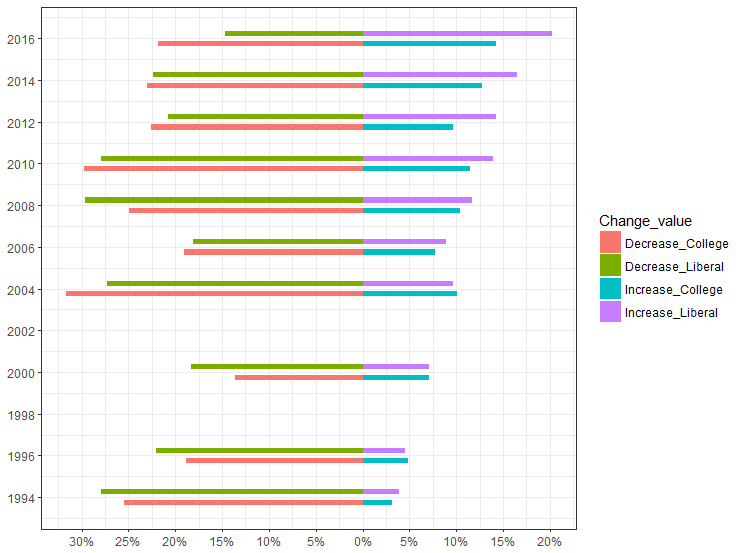 2016
2014
2012
2010
2008
2006
2004
2002
2000
1998
1996
1994
30% 25% 20% 15% 10% 5% 0% 5% 10% 15% 20%
Change_value
Decrease_College
Decrease_Liberal
Increase_College
Increase_Liberal